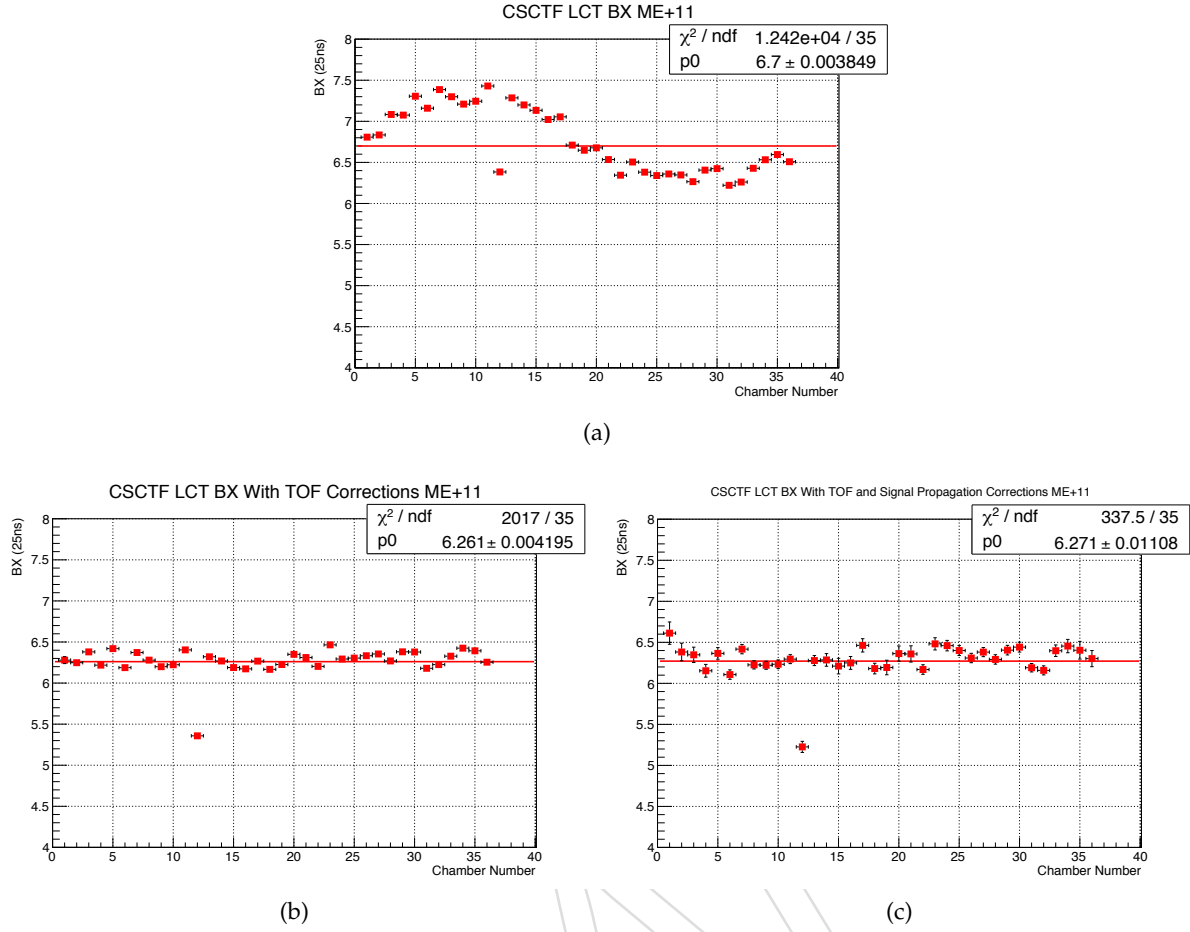 CSCTF LCT BX ME+11
χ² / ndf 1.242e+04 / 35
p0 6.7 ± 0.003849
BX (25ns)
8
7.5
7
6.5
6
5.5
5
4.5
4
0 5 10 15 20 25 30 35 40
Chamber Number
(a)
CSCTF LCT BX With TOF Corrections ME+11
χ² / ndf 2017 / 35
p0 6.261 ± 0.004195
BX (25ns)
8
7.5
7
6.5
6
5.5
5
4.5
4
0 5 10 15 20 25 30 35 40
Chamber Number
(b)
CSCTF LCT BX With TOF and Signal Propagation Corrections ME+11
χ² / ndf 337.5 / 35
p0 6.271 ± 0.01108
BX (25ns)
8
7.5
7
6.5
6
5.5
5
4.5
4
0 5 10 15 20 25 30 35 40
Chamber Number
(c)